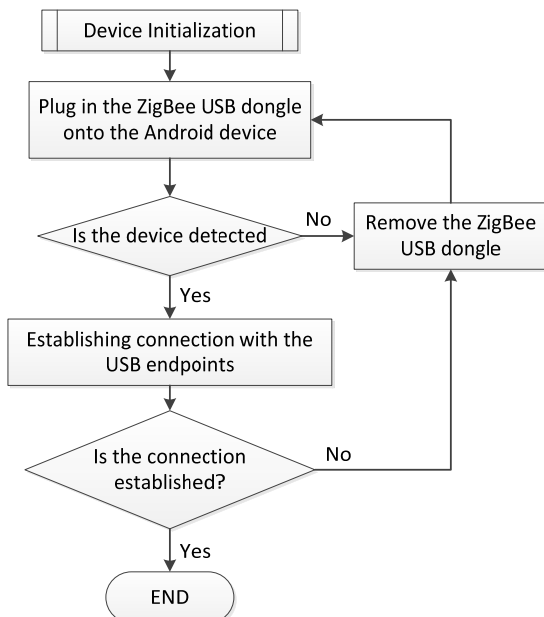 Device Initialization
Plug in the ZigBee USB dongle
onto the Android device
Is the device detected
No
Remove the ZigBee
USB dongle
Yes
Establishing connection with the
USB endpoints
Is the connection
established?
No
Yes
END